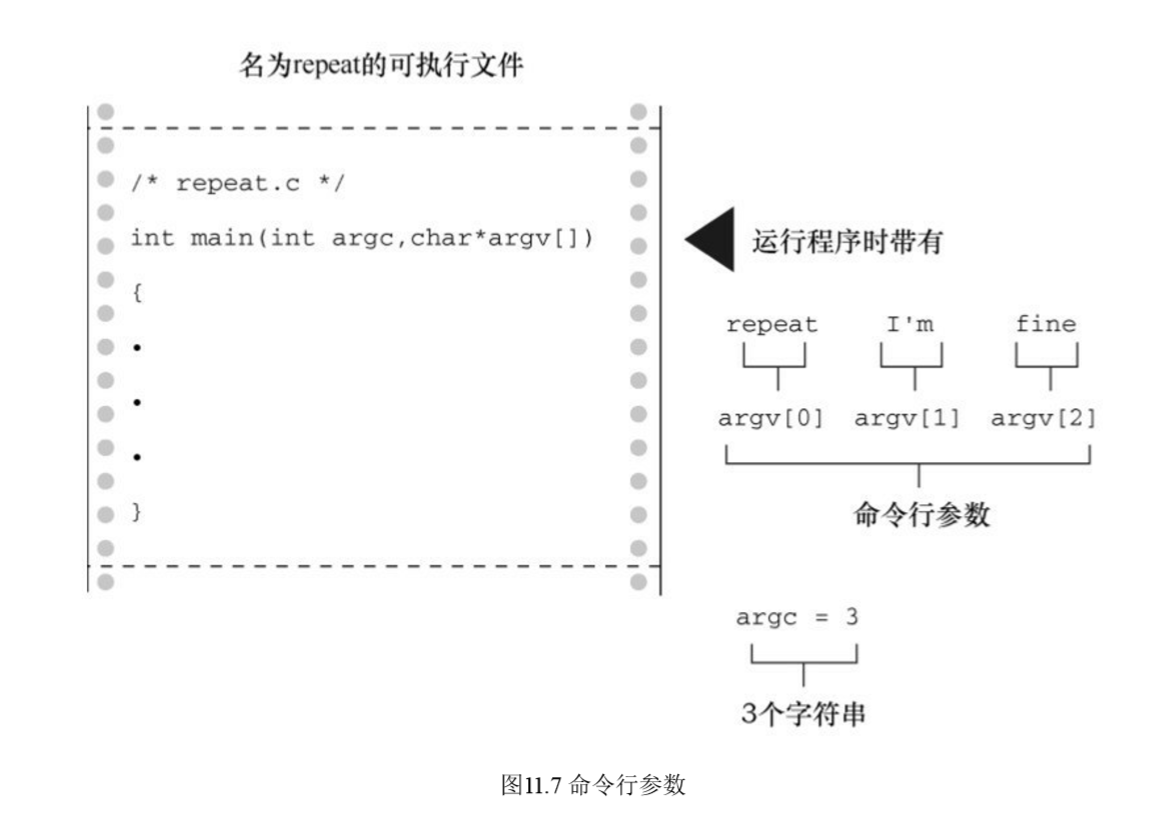 名为repeat的可执行文件
/* repeat.c */
int main(int argc,char*argv[])
{
•
•
•
}
运行程序时带有
repeat I'm fine
argv[0] argv[1] argv[2]
命令行参数
argc = 3
3个字符串
图11.7 命令行参数